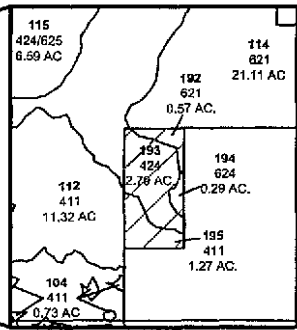 115
424/625
6.59 AC
114
621
21.11 AC
192
621
0.57 AC.
193
424
2.79 AC
194
624
0.29 AC.
112
411
11.32 AC
195
411
1.27 AC.
104
411
0.73 AC